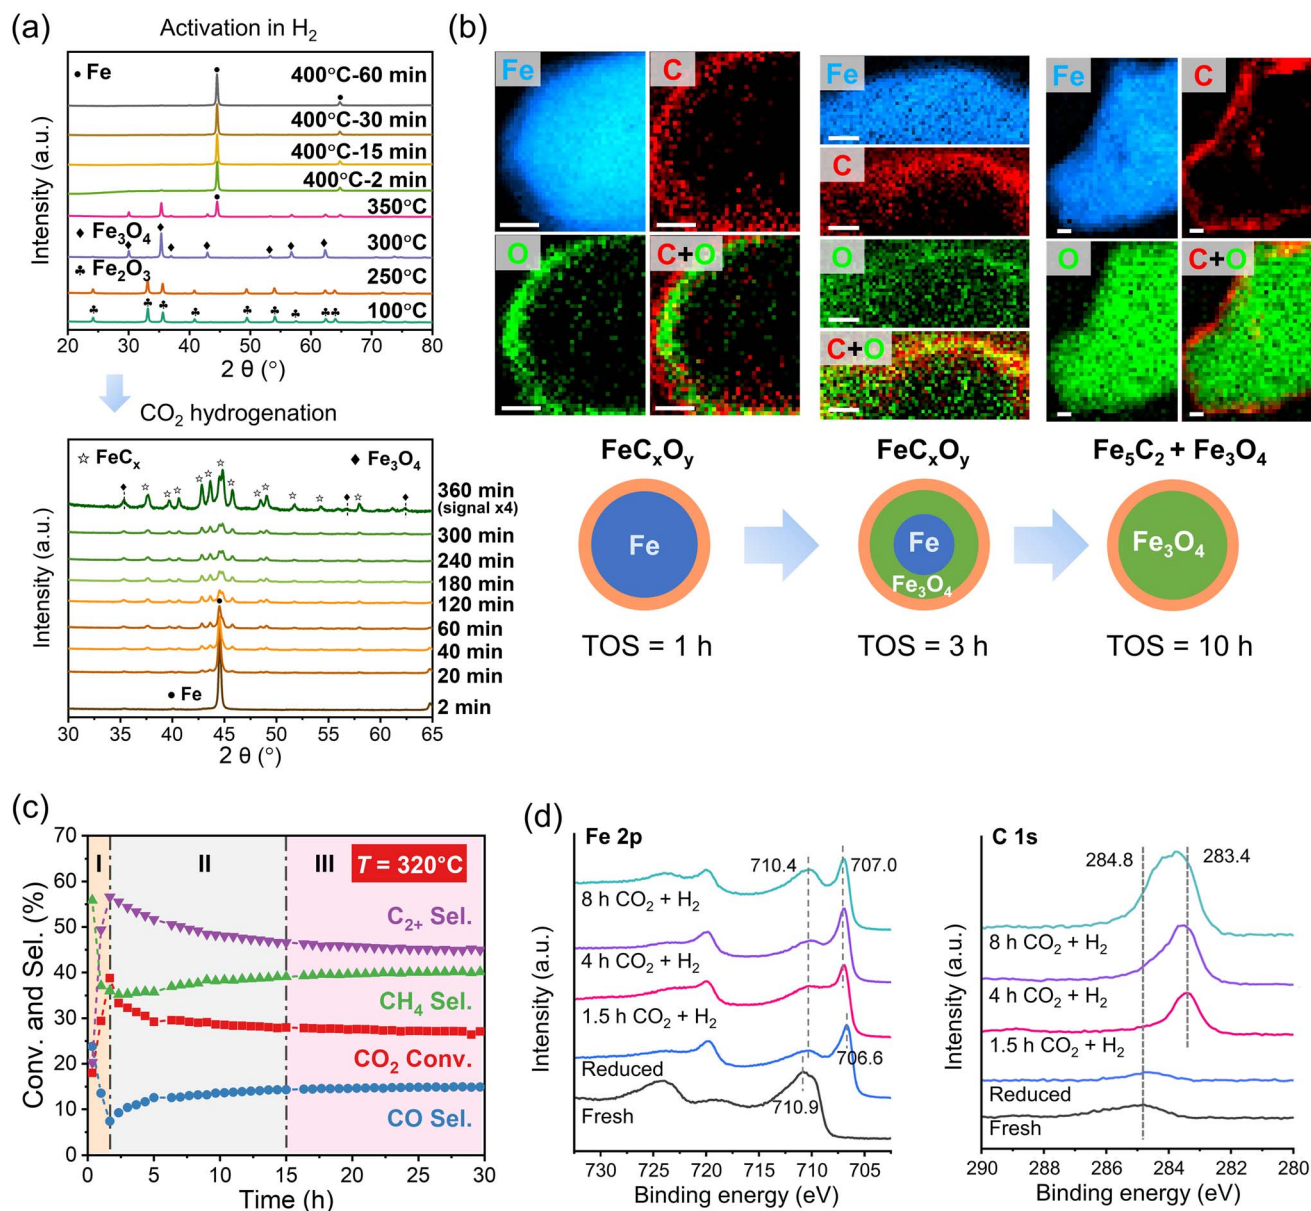 (a)
Activation in H₂
• Fe
400°C-60 min
400°C-30 min
400°C-15 min
400°C-2 min
350°C
♦ Fe₃O₄
300°C
♣ Fe₂O₃
250°C
100°C
Intensity (a.u.)
20 30 40 50 60 70 80
2 θ (°)
CO₂ hydrogenation
☆ FeCₓ
♦ Fe₃O₄
360 min
(signal x4)
300 min
240 min
180 min
120 min
60 min
40 min
20 min
• Fe
2 min
Intensity (a.u.)
30 35 40 45 50 55 60 65
2 θ (°)
(b)
Fe C
O C+O
Fe
C
O
C+O
Fe C
O C+O
FeCₓOᵧ
Fe
TOS = 1 h
FeCₓOᵧ
Fe
Fe₃O₄
TOS = 3 h
Fe₅C₂ + Fe₃O₄
Fe₃O₄
TOS = 10 h
(c)
Conv. and Sel. (%)
70
60
50
40
30
20
10
0
I II III T = 320°C
C₂₊ Sel.
CH₄ Sel.
CO₂ Conv.
CO Sel.
0 5 10 15 20 25 30
Time (h)
(d)
Fe 2p
710.4 707.0
8 h CO₂ + H₂
4 h CO₂ + H₂
1.5 h CO₂ + H₂
706.6
Reduced
710.9
Fresh
Intensity (a.u.)
730 720 710 700
Binding energy (eV)
C 1s
284.8 283.4
8 h CO₂ + H₂
4 h CO₂ + H₂
1.5 h CO₂ + H₂
Reduced
Fresh
Intensity (a.u.)
290 288 286 284 282 280
Binding energy (eV)